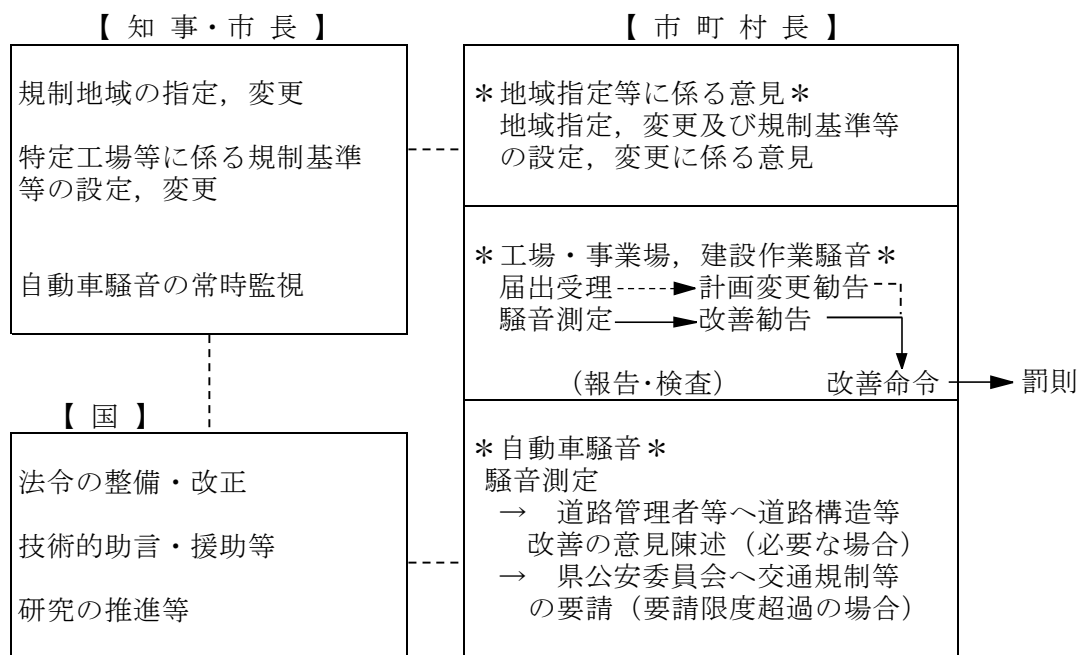 【 知 事・市 長 】
規制地域の指定，変更
特定工場等に係る規制基準
等の設定，変更
自動車騒音の常時監視
【 国 】
法令の整備・改正
技術的助言・援助等
研究の推進等
【 市 町 村 長 】
＊地域指定等に係る意見＊
地域指定，変更及び規制基準等
の設定，変更に係る意見
＊工場・事業場，建設作業騒音＊
届出受理 計画変更勧告
騒音測定 改善勧告
（報告・検査） 改善命令 罰則
＊自動車騒音＊
騒音測定
→ 道路管理者等へ道路構造等
改善の意見陳述（必要な場合）
→ 県公安委員会へ交通規制等
の要請（要請限度超過の場合）